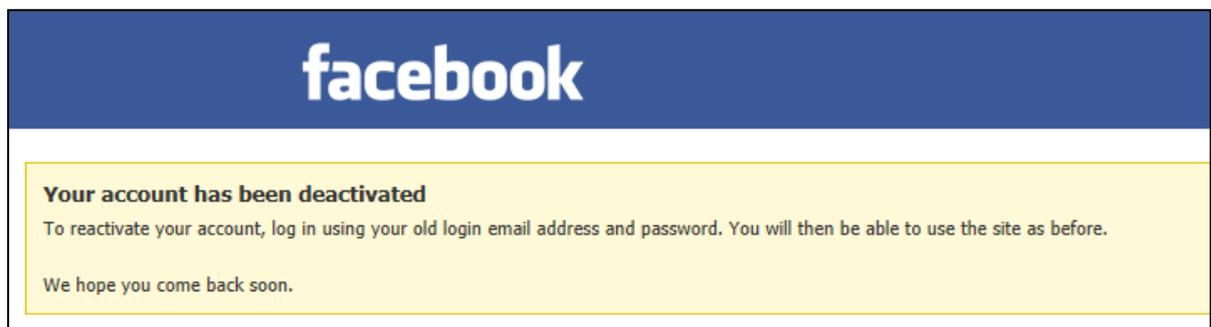 facebook
Your account has been deactivated
To reactivate your account, log in using your old login email address and password. You will then be able to use the site as before.
We hope you come back soon.